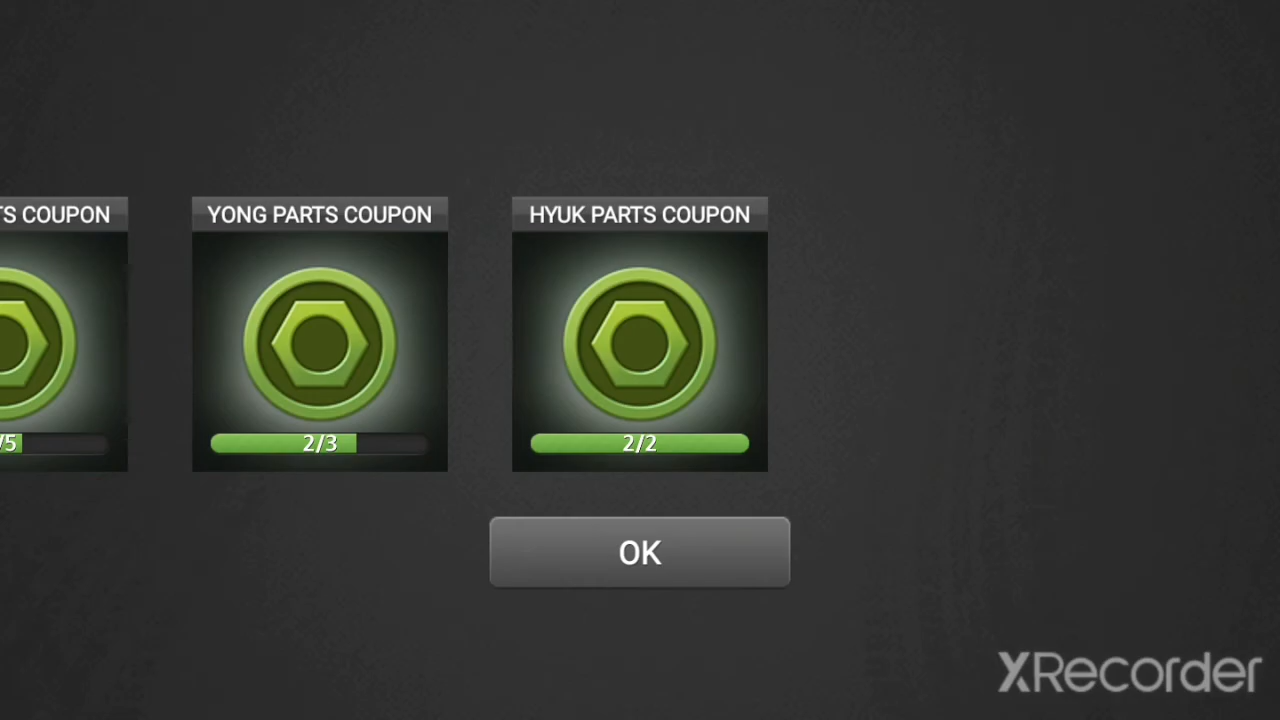 TS COUPON
YONG PARTS COUPON
HYUK PARTS COUPON
/5
2/3
2/2
OK
XRecorder